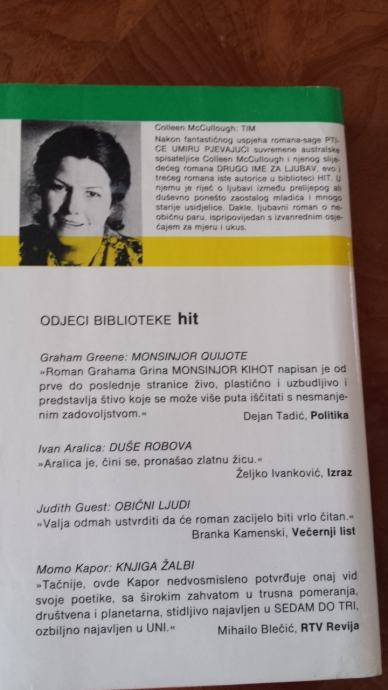 Colleen McCullough: TIM
Nakon fantastičnog uspjeha romana-sage PTI-
CE UMIRU PJEVAJUĆI suvremene australske
spisateljice Colleen McCullough i njenog slije-
dećeg romana DRUGO IME ZA LJUBAV, evo i
trećeg romana iste autorice u biblioteci HIT. U
njemu je riječ o ljubavi između prelijepog ali
duševno ponešto zaostalog mladića i mnogo
starije usidjelice. Dakle, ljubavni roman o ne-
običnu paru, ispripovijedan s izvanrednim osje-
ćajem za mjeru i ukus.
ODJECI BIBLIOTEKE hit
Graham Greene: MONSINJOR QUIJOTE
»Roman Grahama Grina MONSINJOR KIHOT napisan je od
prve do poslednje stranice živo, plastično i uzbudljivo i
predstavlja štivo koje se može više puta iščitati s nesmanje-
nim zadovoljstvom.« Dejan Tadić, Politika
Ivan Aralica: DUŠE ROBOVA
»Aralica je, čini se, pronašao zlatnu žicu.«
Željko Ivanković, Izraz
Judith Guest: OBIČNI LJUDI
»Valja odmah ustvrditi da će roman zacijelo biti vrlo čitan.«
Branka Kamenski, Večernji list
Momo Kapor: KNJIGA ŽALBI
»Tačnije, ovde Kapor nedvosmisleno potvrđuje onaj vid
svoje poetike, sa širokim zahvatom u trusna pomeranja,
društvena i planetarna, stidljivo najavljen u SEDAM DO TRI,
ozbiljno najavljen u UNI.« Mihailo Blečić, RTV Revija